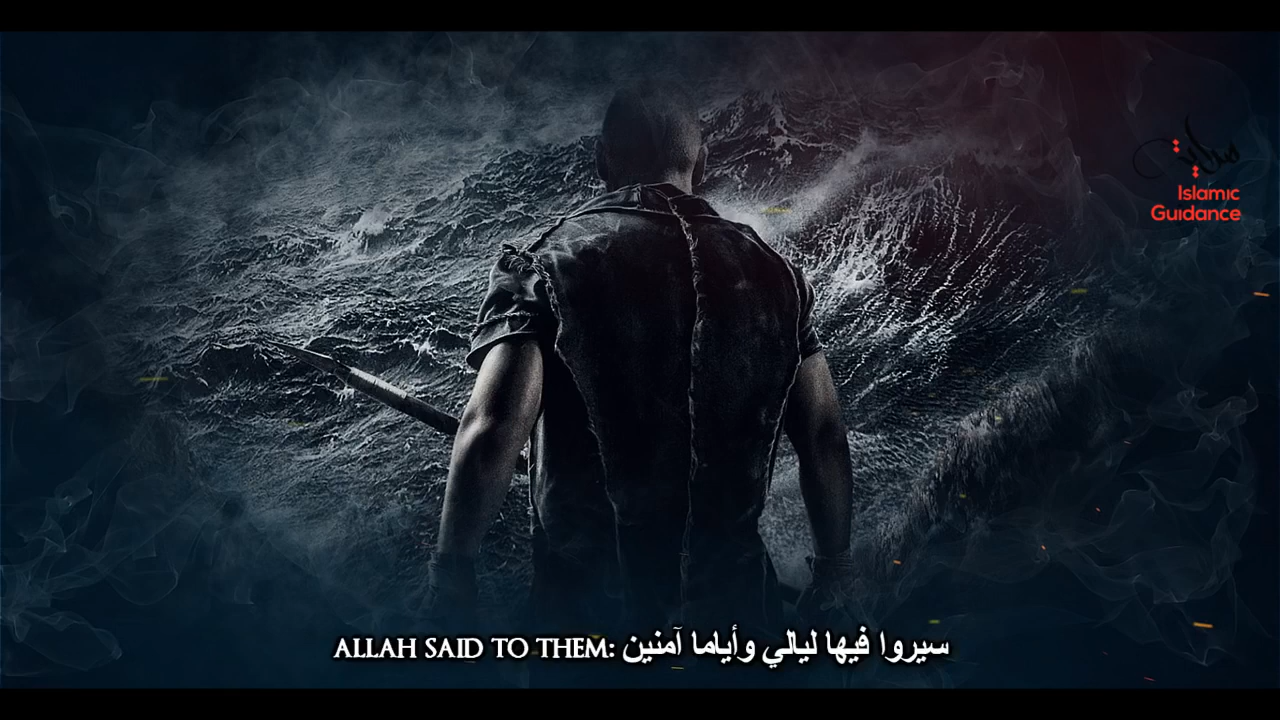 Islamic
Guidance
ALLAH SAID TO THEM: سيروا فيها ليالي وأياما آمنين